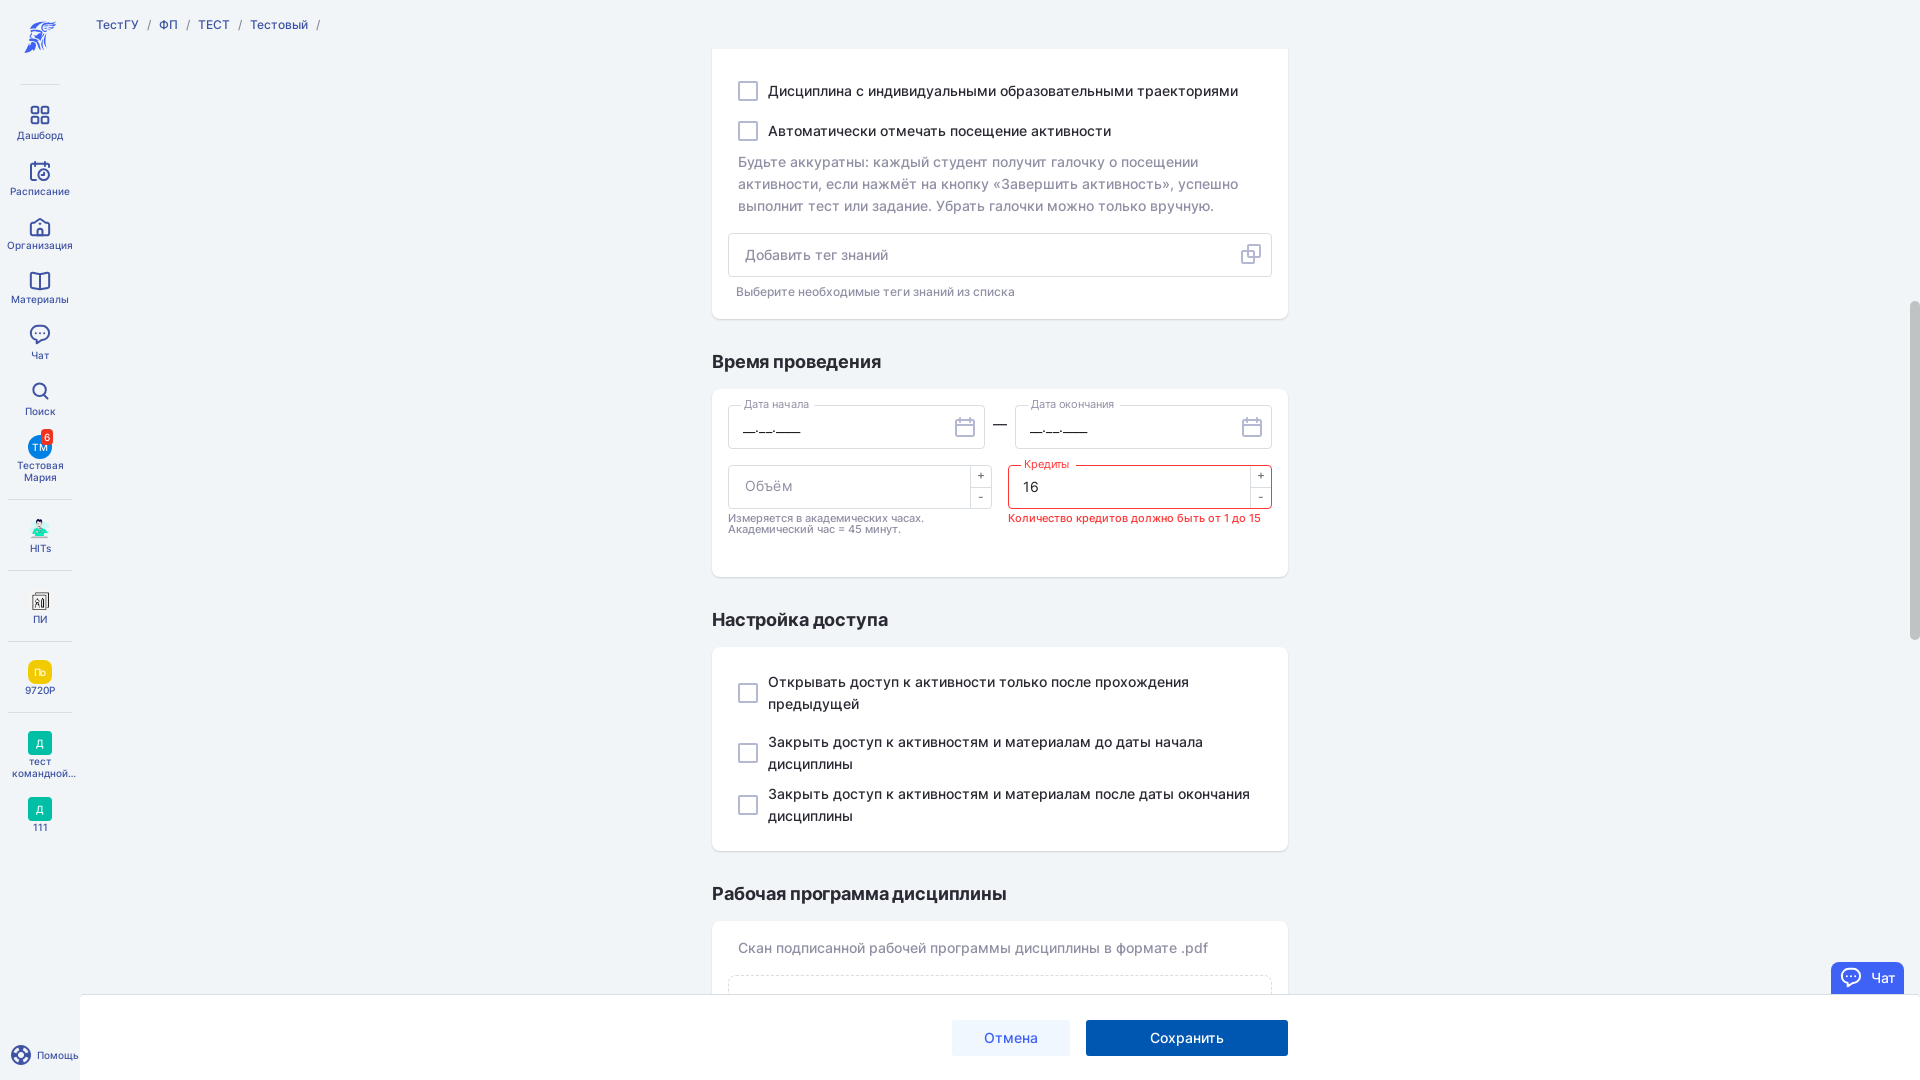 ТестГУ / ФП / ТЕСТ / Тестовый /
Дашборд
Расписание
Организация
Материалы
Чат
Поиск
6
ТМ
Тестовая
Мария
HITs
ПИ
Пь
9720Р
Д
тест
командной...
Д
111
Помощь
Дисциплина с индивидуальными образовательными траекториями
Автоматически отмечать посещение активности
Будьте аккуратны: каждый студент получит галочку о посещении
активности, если нажмёт на кнопку «Завершить активность», успешно
выполнит тест или задание. Убрать галочки можно только вручную.
Добавить тег знаний
Выберите необходимые теги знаний из списка
Время проведения
Дата начала
__.__.____
—
Дата окончания
__.__.____
Объём
+
-
Измеряется в академических часах.
Академический час = 45 минут.
Кредиты
16
+
-
Количество кредитов должно быть от 1 до 15
Настройка доступа
Открывать доступ к активности только после прохождения
предыдущей
Закрыть доступ к активностям и материалам до даты начала
дисциплины
Закрыть доступ к активностям и материалам после даты окончания
дисциплины
Рабочая программа дисциплины
Скан подписанной рабочей программы дисциплины в формате .pdf
Чат
Отмена
Сохранить